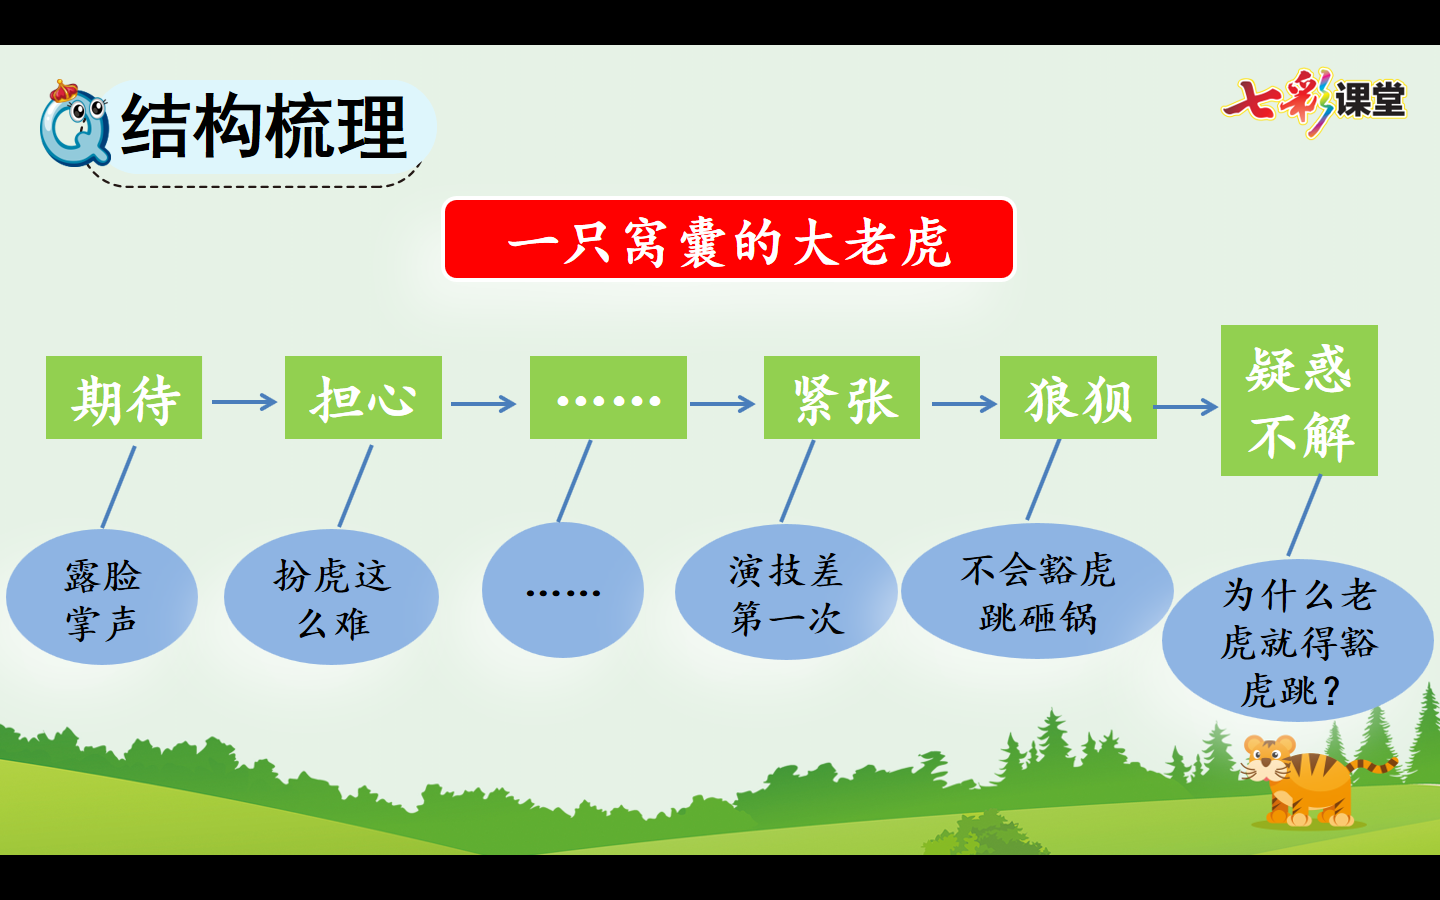 结构梳理
七彩课堂
一只窝囊的大老虎
期待
担心
……
紧张
狼狈
疑惑
不解
露脸
掌声
扮虎这
么难
……
演技差
第一次
不会豁虎
跳砸锅
为什么老
虎就得豁
虎跳？